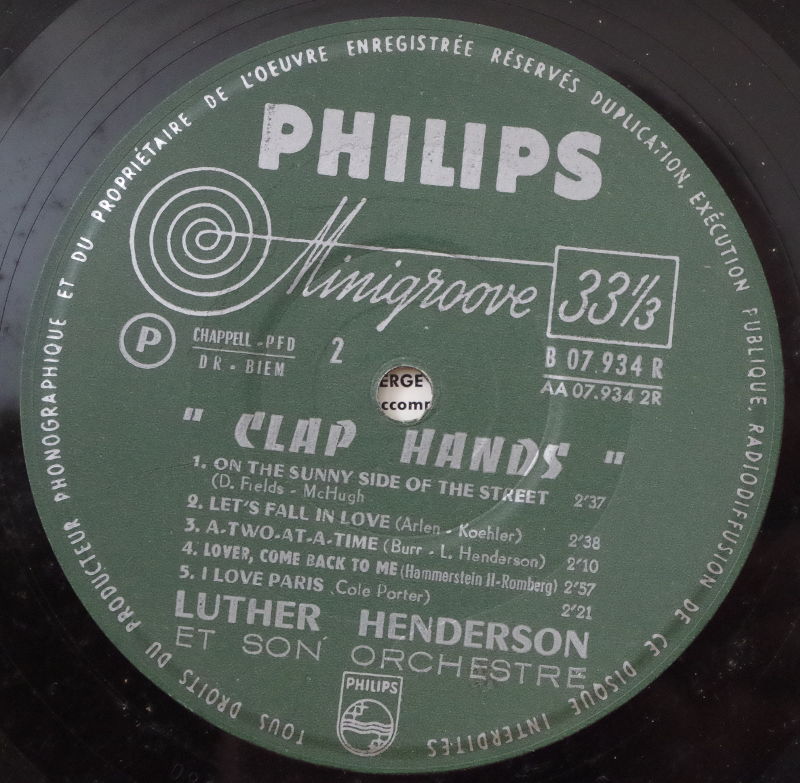 TOUS DROITS DU PRODUCTEUR PHONOGRAPHIQUE ET DU PROPRIÉTAIRE DE L'OEUVRE ENREGISTRÉE RÉSERVÉS DUPLICATION, EXÉCUTION PUBLIQUE, RADIODIFFUSION DE CE DISQUE INTERDITES
PHILIPS
Minigroove 33 1/3
P
CHAPPELL - PFD
DR - BIEM
2
B 07.934 R
AA 07.934 2R
ERGÉ
ccomr
" CLAP HANDS "
1. ON THE SUNNY SIDE OF THE STREET
(D. Fields - McHugh 2'37
2. LET'S FALL IN LOVE (Arlen - Koehler) 2'38
3. A-TWO-AT-A-TIME (Burr - L. Henderson) 2'10
4. LOVER, COME BACK TO ME (Hammerstein II-Romberg) 2'57
5. I LOVE PARIS (Cole Porter) 2'21
LUTHER HENDERSON
ET SON ORCHESTRE
PHILIPS